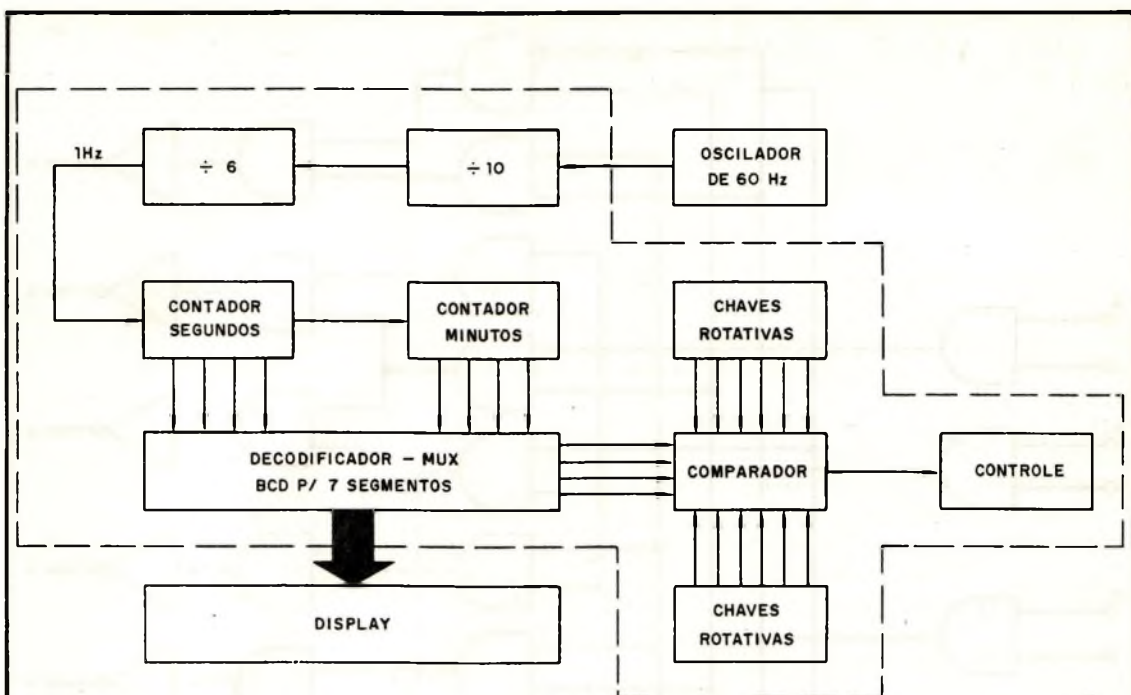 1Hz
÷ 6
÷ 10
OSCILADOR
DE 60 Hz
CONTADOR
SEGUNDOS
CONTADOR
MINUTOS
CHAVES
ROTATIVAS
DECODIFICADOR – MUX
BCD P/ 7 SEGMENTOS
COMPARADOR
CONTROLE
DISPLAY
CHAVES
ROTATIVAS